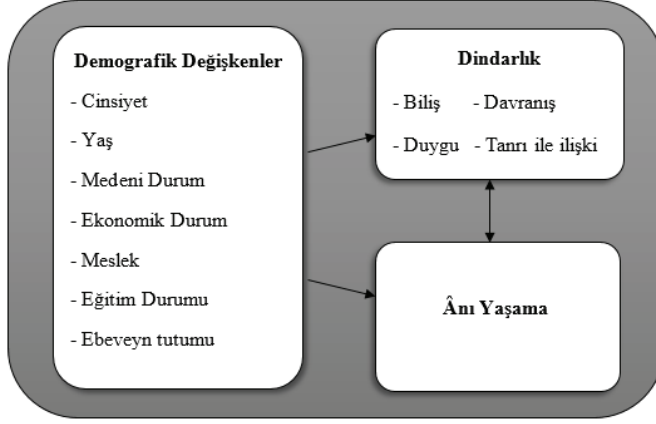 Demografik Değişkenler
- Cinsiyet
- Yaş
- Medeni Durum
- Ekonomik Durum
- Meslek
- Eğitim Durumu
- Ebeveyn tutumu
Dindarlık
- Biliş - Davranış
- Duygu - Tanrı ile ilişki
Ânı Yaşama